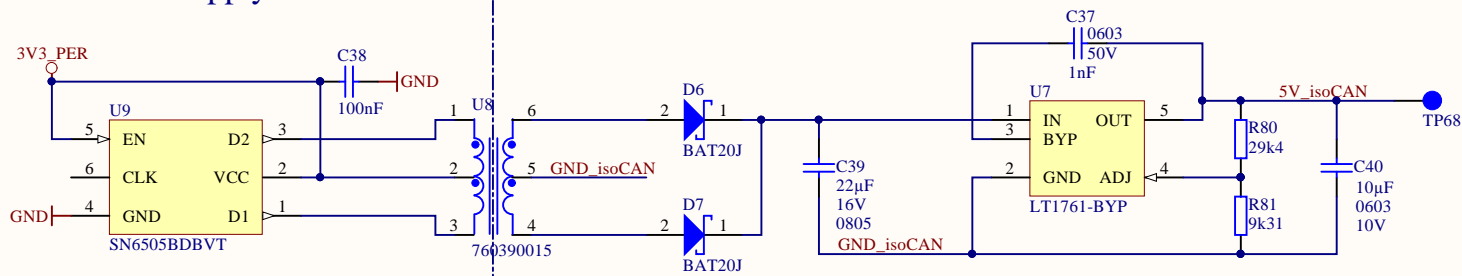 3V3_PER
C38
100nF
GND
U9
5
EN
D2
3
6
CLK
VCC
2
GND
4
GND
D1
1
SN6505BDBVT
U8
1
2
3
6
5
4
GND_isoCAN
760390015
D6
2
1
BAT20J
D7
2
1
BAT20J
C39
22µF
16V
0805
GND_isoCAN
C37
0603
50V
1nF
U7
1
IN
OUT
5
3
BYP
2
GND
ADJ
4
LT1761-BYP
5V_isoCAN
TP68
R80
29k4
R81
9k31
C40
10µF
0603
10V